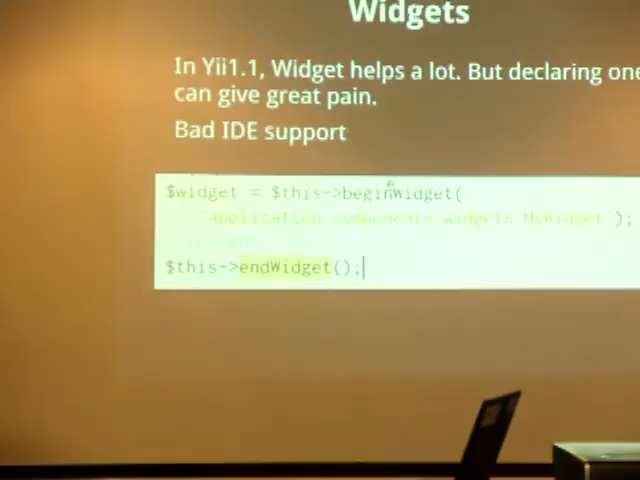 Widgets
In Yii1.1, Widget helps a lot. But declaring one
can give great pain.
Bad IDE support
$widget = $this->beginWidget(
"application.components.widgets.MyWidget");
$this->endWidget();